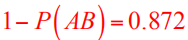 1 − P(AB) = 0.872